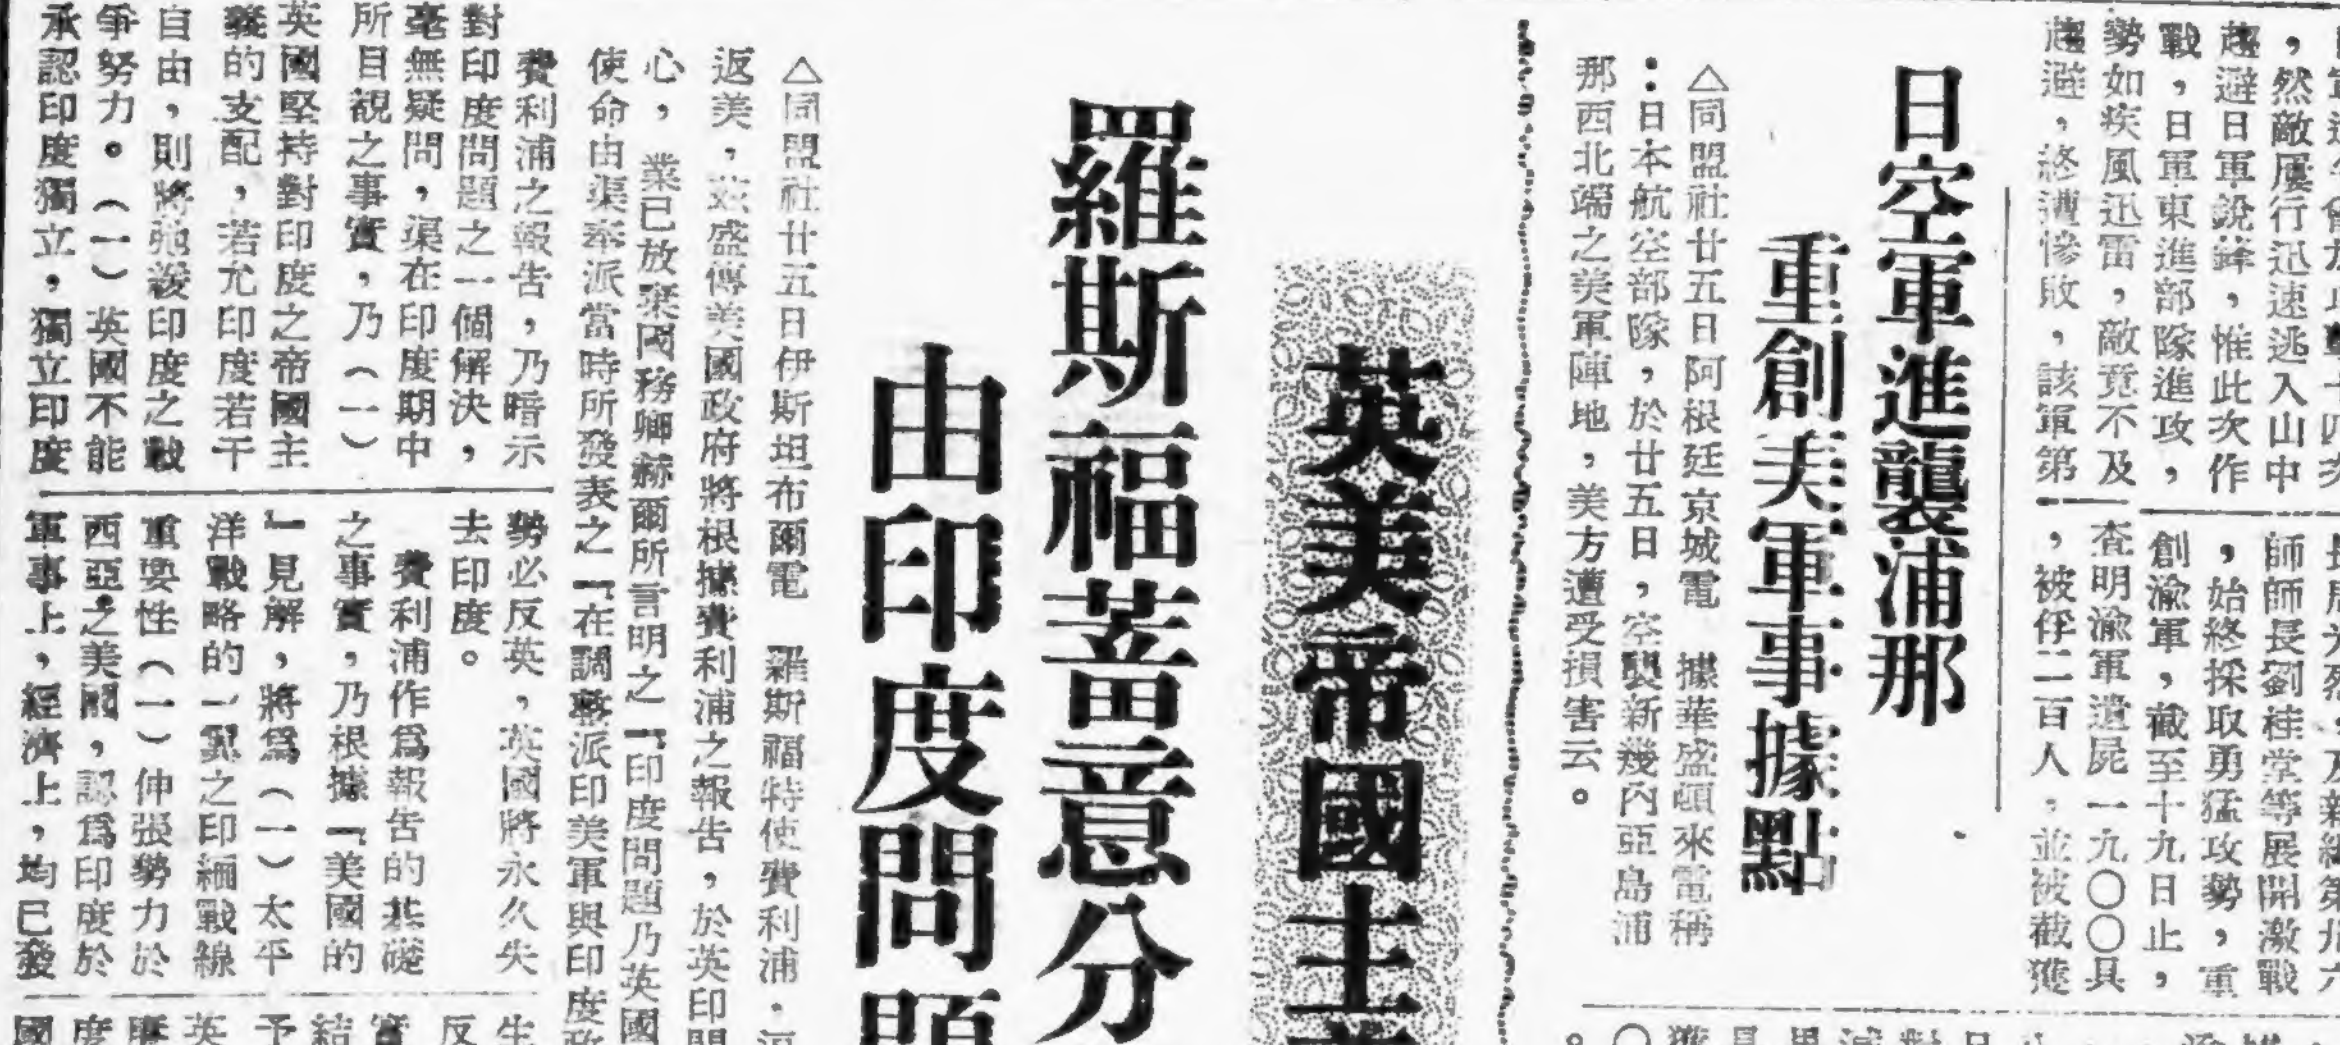 ，然敵屢行迅速逃入山中
趨避日軍銳鋒，惟此次作
戰，日軍東進部隊進攻，
勢如疾風迅雷，敵竟不及
趨避，終遭慘敗，該軍第
師師長劉桂堂等展開激戰
，始終採取勇猛攻勢，重
創渝軍，截至十九日止，
查明渝軍遺屍一九〇〇具
，被俘二百人，並被截獲
日空軍進襲浦那
重創美軍事據點
△同盟社廿五日阿根廷京城電　據華盛頓來電稱
：日本航空部隊，於廿五日，空襲新幾內亞島浦
那西北端之美軍陣地，美方遭受損害云。
英美帝國主
羅斯福蓄意分
由印度問
△同盟社廿五日伊斯坦布爾電　羅斯福特使費利浦・
返美，茲盛傳美國政府將根據費利浦之報告，於英印
心，業已放棄國務卿赫爾所言明之「印度問題乃英國
使命由渠奉派當時所發表之「在調整派印美軍與印度
費利浦之報告，乃暗示
對印度問題之一個解決，
毫無疑問，渠在印度期中
所目覩之事實，乃（一）
英國堅持對印度之帝國主
義的支配，若允印度若干
自由，則將弛緩印度之戰
爭努力。（一）英國不能
承認印度獨立，獨立印度
勢必反英，英國將永久失
去印度。
費利浦作爲報告的基礎
之事實，乃根據「美國的
」見解，將爲（一）太平
洋戰略的一翼之印緬戰線
重要性（一）伸張勢力於
西亞之美國，認爲印度於
軍事上，經濟上，均已發